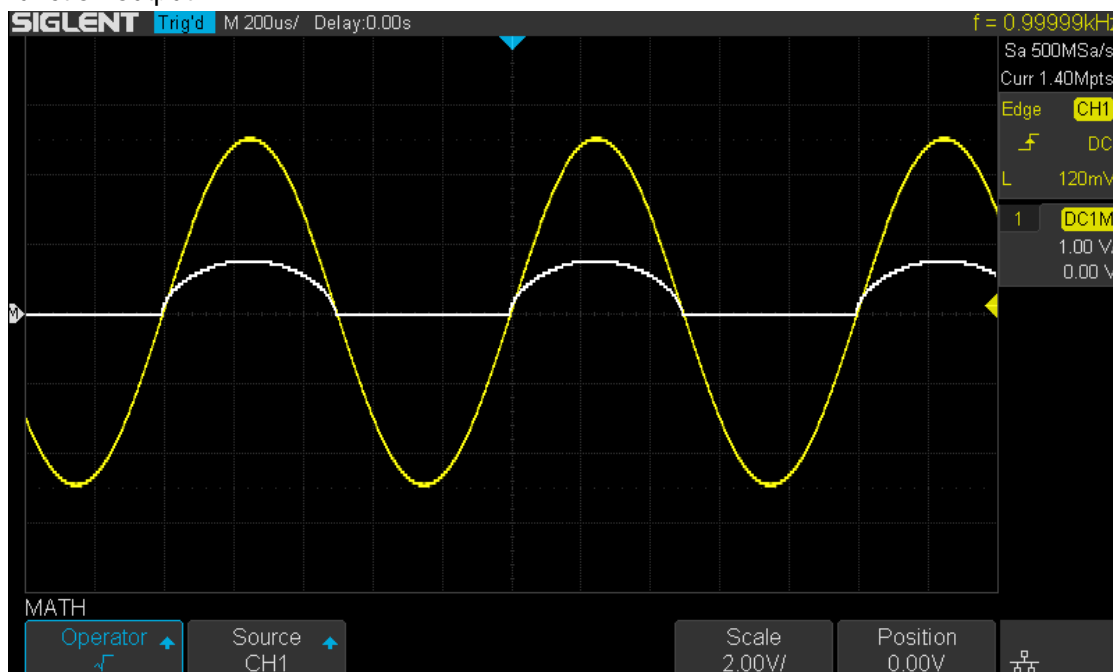 SIGLENT Trig'd M 200us/ Delay:0.00s f = 0.99999kHz
Sa 500MSa/s
Curr 1.40Mpts
Edge CH1
DC
L 120mV
1 DC1M
1.00 V/
0.00 V
M
MATH
Operator Source Scale Position
√ CH1 2.00V/ 0.00V